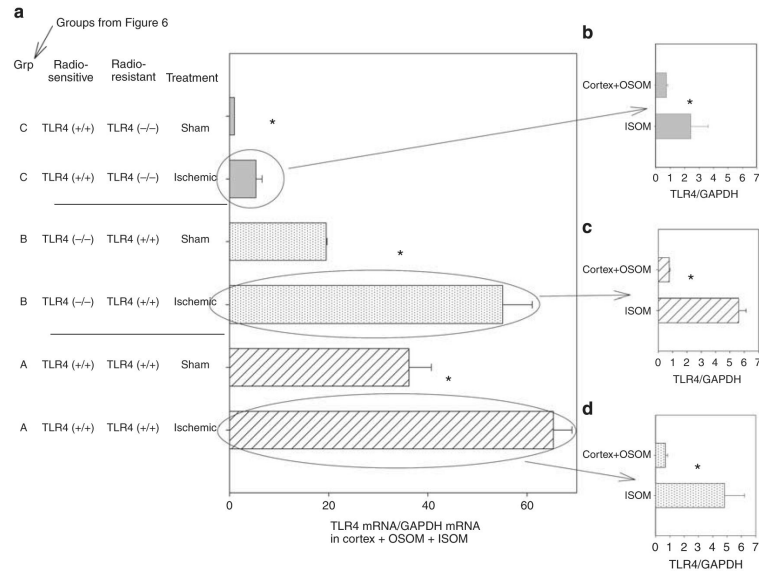 a
Groups from Figure 6
Grp Radio-sensitive Radio-resistant Treatment
C TLR4 (+/+) TLR4 (−/−) Sham *
C TLR4 (+/+) TLR4 (−/−) Ischemic
B TLR4 (−/−) TLR4 (+/+) Sham *
B TLR4 (−/−) TLR4 (+/+) Ischemic
A TLR4 (+/+) TLR4 (+/+) Sham *
A TLR4 (+/+) TLR4 (+/+) Ischemic
0 20 40 60
TLR4 mRNA/GAPDH mRNA
in cortex + OSOM + ISOM
b
Cortex+OSOM
*
ISOM
0 1 2 3 4 5 6 7
TLR4/GAPDH
c
Cortex+OSOM
*
ISOM
0 1 2 3 4 5 6 7
TLR4/GAPDH
d
Cortex+OSOM
*
ISOM
0 1 2 3 4 5 6 7
TLR4/GAPDH